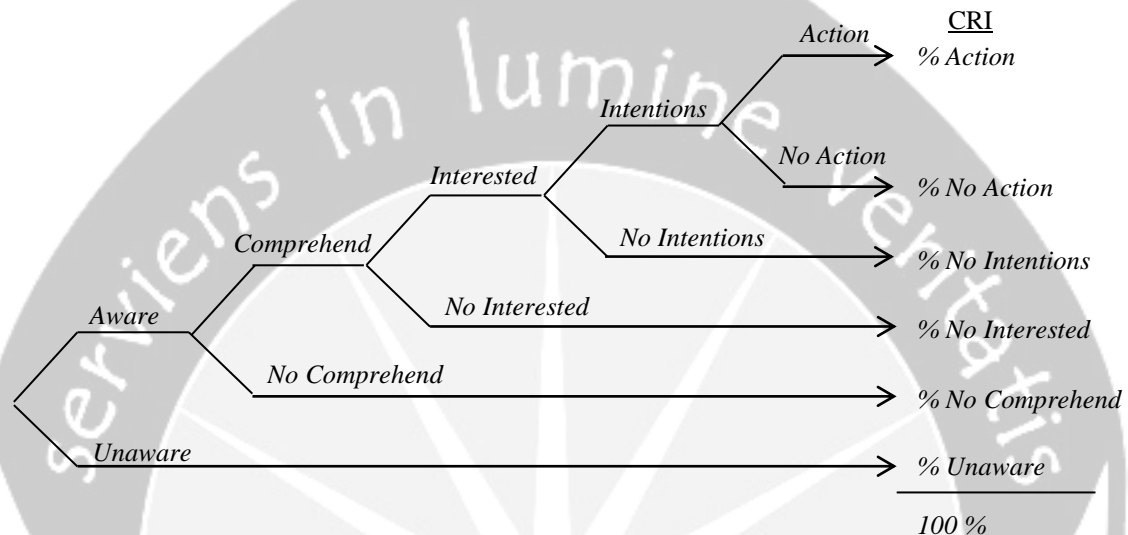 CRI
Action
% Action
Intentions
No Action
% No Action
Interested
No Intentions
% No Intentions
Comprehend
No Interested
% No Interested
Aware
No Comprehend
% No Comprehend
Unaware
% Unaware
100 %
serviens in lumine veritatis